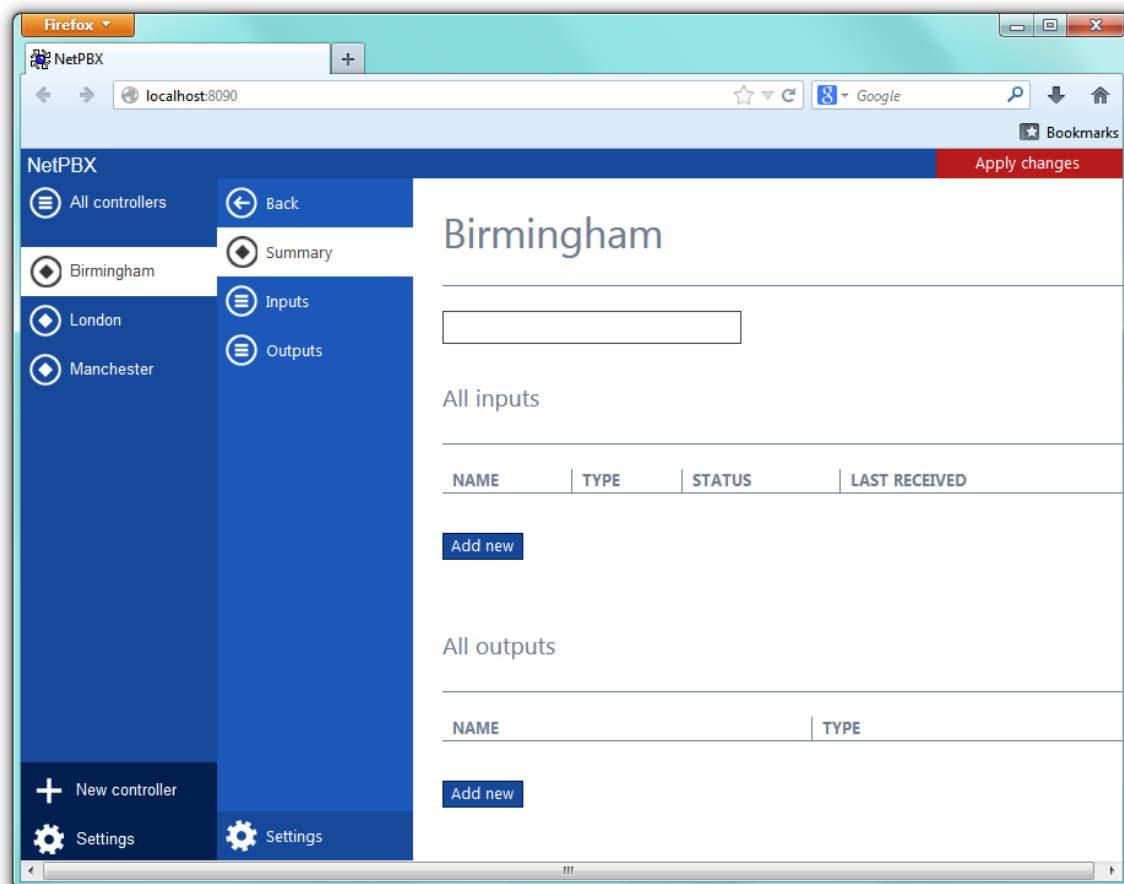 Firefox
NetPBX
localhost:8090
Google
Bookmarks
NetPBX
Apply changes
All controllers
Birmingham
London
Manchester
New controller
Settings
Back
Summary
Inputs
Outputs
Settings
Birmingham
All inputs
NAME TYPE STATUS LAST RECEIVED
Add new
All outputs
NAME TYPE
Add new